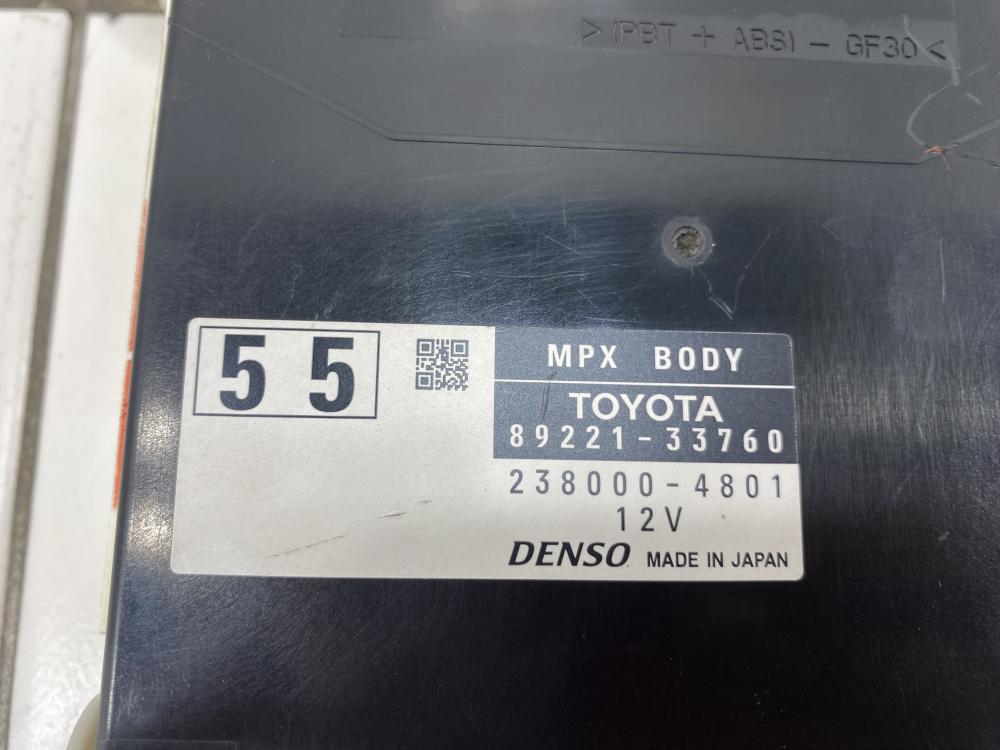 >(PBT + ABS)-GF30<
55
MPX BODY
TOYOTA
89221-33760
238000-4801
12V
DENSO MADE IN JAPAN